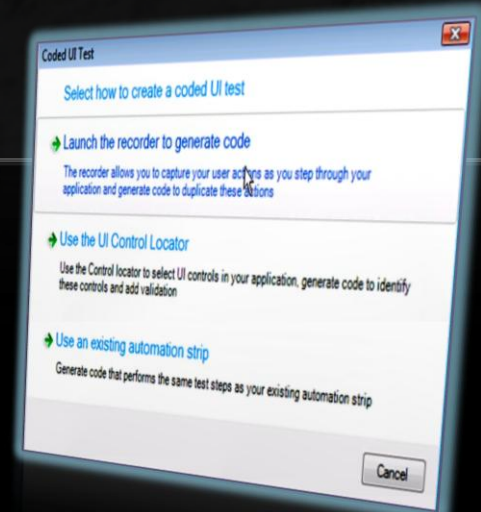 Coded UI Test
Select how to create a coded UI test
Launch the recorder to generate code
The recorder allows you to capture your user actions as you step through your
application and generate code to duplicate these actions
Use the UI Control Locator
Use the Control locator to select UI controls in your application, generate code to identify
these controls and add validation
Use an existing automation strip
Generate code that performs the same test steps as your existing automation strip
Cancel